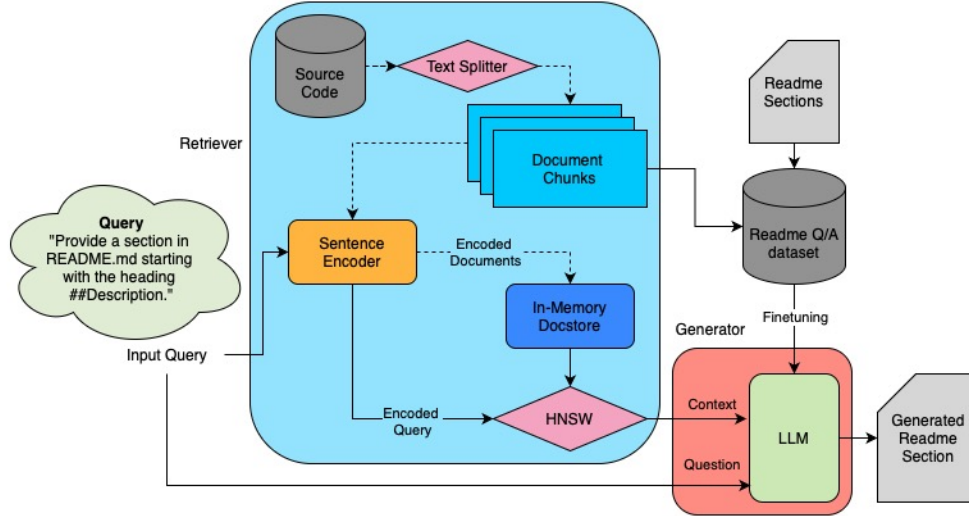 Source
Code
Text Splitter
Readme
Sections
Retriever
Document
Chunks
Query
"Provide a section in
README.md starting
with the heading
##Description."
Sentence
Encoder
Encoded
Documents
Readme Q/A
dataset
In-Memory
Docstore
Generator
Finetuning
Input Query
Encoded
Query
HNSW
Context
LLM
Generated
Readme
Section
Question